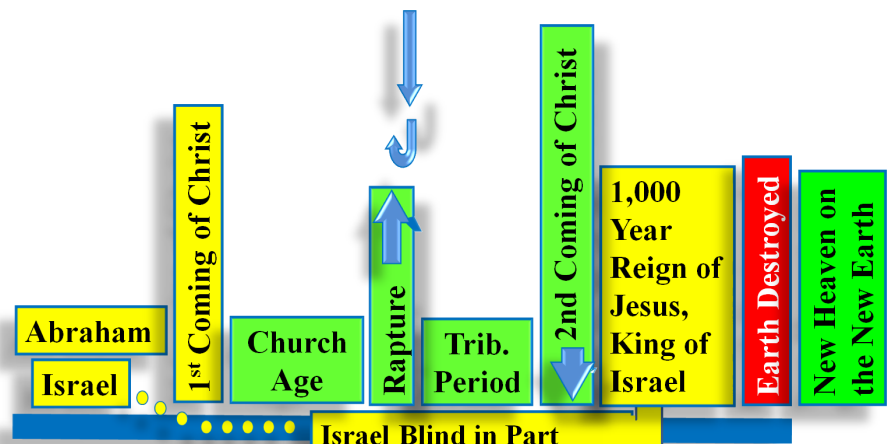 Abraham
Israel
1st Coming of Christ
Church
Age
Rapture
Trib.
Period
2nd Coming of Christ
1,000
Year
Reign of
Jesus,
King of
Israel
Earth Destroyed
New Heaven on
the New Earth
Israel Blind in Part